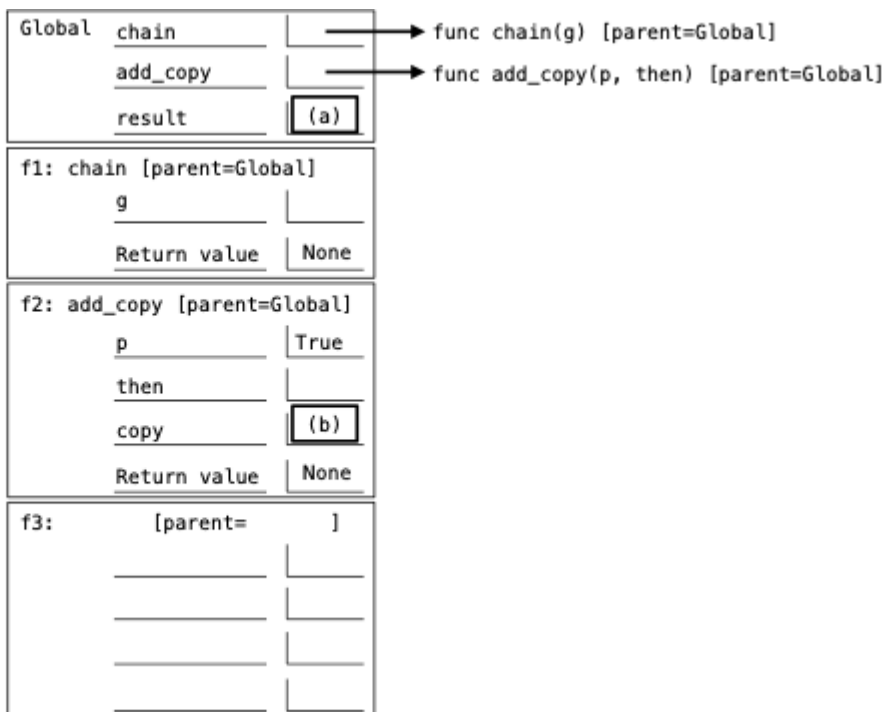 Global chain func chain(g) [parent=Global]
add_copy func add_copy(p, then) [parent=Global]
result (a)
f1: chain [parent=Global]
g
Return value None
f2: add_copy [parent=Global]
p True
then
copy (b)
Return value None
f3: [parent= ]